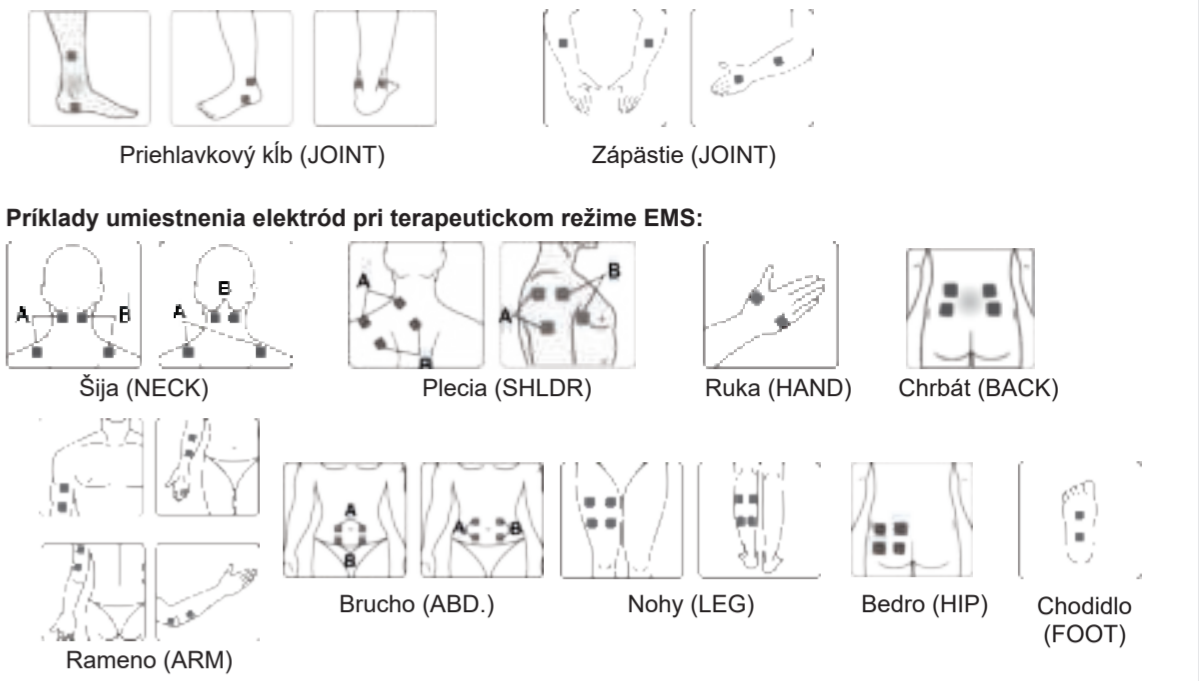 Priehlavkový kĺb (JOINT)
Zápästie (JOINT)
Príklady umiestnenia elektród pri terapeutickom režime EMS:
A B
B
A
A
B
B
A
Šija (NECK)
Plecia (SHLDR)
Ruka (HAND)
Chrbát (BACK)
A
B
A B
Rameno (ARM)
Brucho (ABD.)
Nohy (LEG)
Bedro (HIP)
Chodidlo
(FOOT)